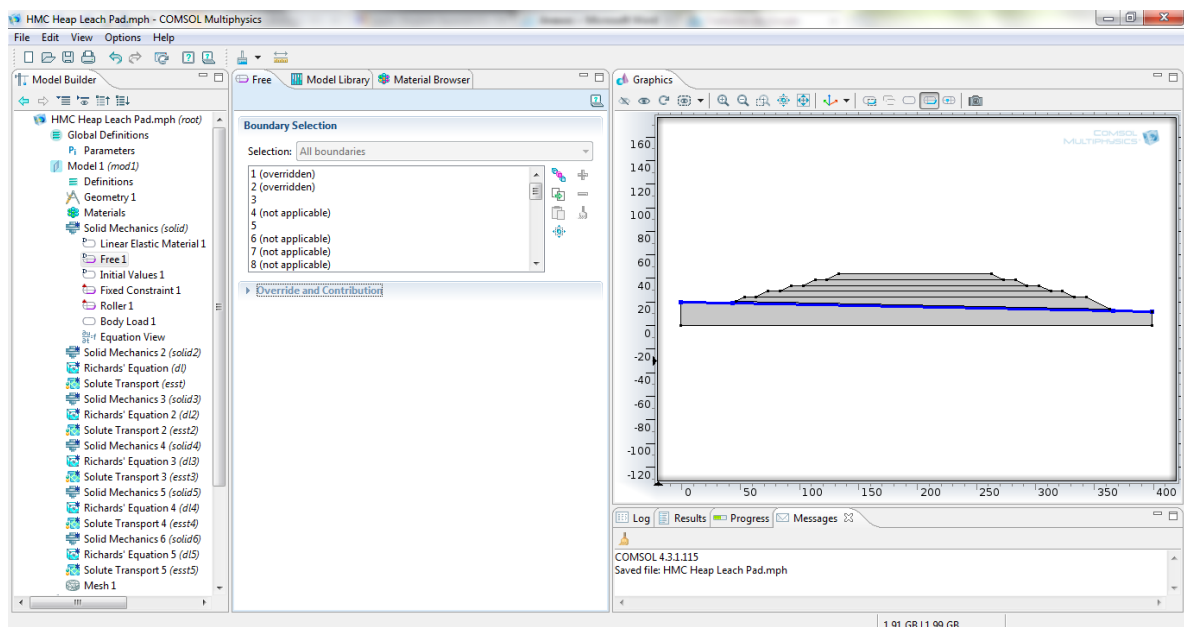 HMC Heap Leach Pad.mph - COMSOL Multiphysics
File Edit View Options Help
Model Builder
HMC Heap Leach Pad.mph (root)
Global Definitions
Pi Parameters
Model 1 (mod1)
Definitions
Geometry 1
Materials
Solid Mechanics (solid)
Linear Elastic Material 1
Free 1
Initial Values 1
Fixed Constraint 1
Roller 1
Body Load 1
Equation View
Solid Mechanics 2 (solid2)
Richards' Equation (dl)
Solute Transport (esst)
Solid Mechanics 3 (solid3)
Richards' Equation 2 (dl2)
Solute Transport 2 (esst2)
Solid Mechanics 4 (solid4)
Richards' Equation 3 (dl3)
Solute Transport 3 (esst3)
Solid Mechanics 5 (solid5)
Richards' Equation 4 (dl4)
Solute Transport 4 (esst4)
Solid Mechanics 6 (solid6)
Richards' Equation 5 (dl5)
Solute Transport 5 (esst5)
Mesh 1
Free Model Library Material Browser
Boundary Selection
Selection: All boundaries
1 (overridden)
2 (overridden)
3
4 (not applicable)
5
6 (not applicable)
7 (not applicable)
8 (not applicable)
Override and Contribution
Graphics
COMSOL
MULTIPHYSICS
160
140
120
100
80
60
40
20
0
-20
-40
-60
-80
-100
-120
0 50 100 150 200 250 300 350 400
Log Results Progress Messages
COMSOL 4.3.1.115
Saved file: HMC Heap Leach Pad.mph
1.91 GB | 1.99 GB